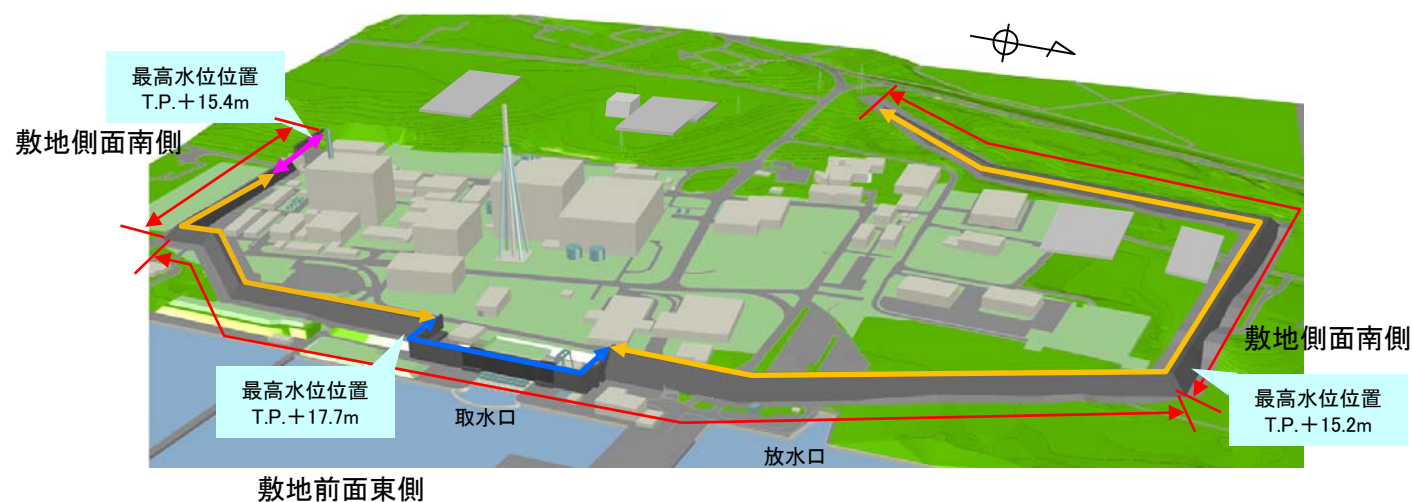 最高水位位置
T.P.＋15.4m
敷地側面南側
敷地側面南側
最高水位位置
T.P.＋17.7m
取水口
最高水位位置
T.P.＋15.2m
放水口
敷地前面東側